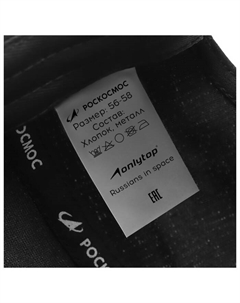 РОСКОСМОС
Размер: 56-58
Состав:
Хлопок, металл
onlytop
Russians in space
EAC
РОСКОСМОС
РОСКОСМОС